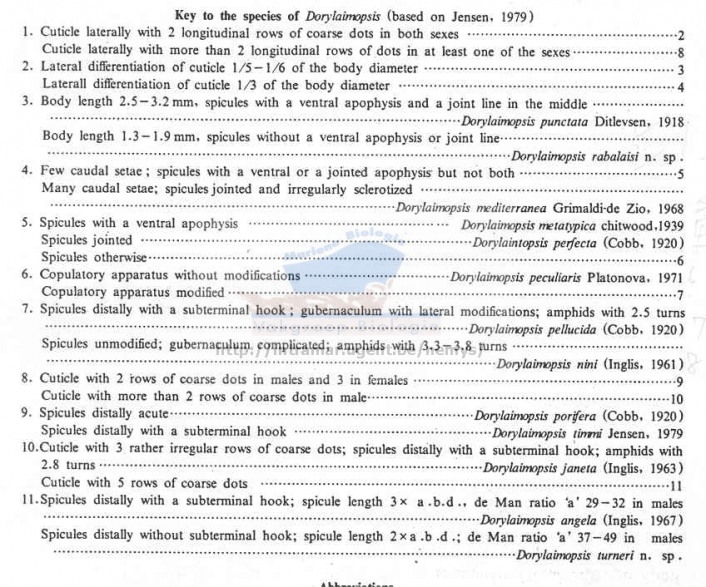 Key to the species of Dorylaimopsis (based on Jensen, 1979)
1. Cuticle laterally with 2 longitudinal rows of coarse dots in both sexes ........ 2
Cuticle laterally with more than 2 longitudinal rows of dots in at least one of the sexes ........ 8
2. Lateral differentiation of cuticle 1/5－1/6 of the body diameter ........ 3
Laterall differentiation of cuticle 1/3 of the body diameter ........ 4
3. Body length 2.5－3.2 mm, spicules with a ventral apophysis and a joint line in the middle ........
........ Dorylaimopsis punctata Ditlevsen, 1918
Body length 1.3－1.9 mm, spicules without a ventral apophysis or joint line ........
........ Dorylaimopsis rabalaisi n. sp.
4. Few caudal setae; spicules with a ventral or a jointed apophysis but not both ........ 5
Many caudal setae; spicules jointed and irregularly sclerotized ........
........ Dorylaimopsis mediterranea Grimaldi-de Zio, 1968
5. Spicules with a ventral apophysis ........ Dorylaimopsis metatypica chitwood,1939
Spicules jointed ........ Dorylaintopsis perfecta (Cobb, 1920)
Spicules otherwise ........ 6
6. Copulatory apparatus without modifications ........ Dorylaimopsis peculiaris Platonova, 1971
Copulatory apparatus modified ........ 7
7. Spicules distally with a subterminal hook; gubernaculum with lateral modifications; amphids with 2.5 turns
........ Dorylaimopsis pellucida (Cobb, 1920)
Spicules unmodified; gubernaculum complicated; amphids with 3.3－3.8 turns ........
........ Dorylaimopsis nini (Inglis, 1961)
8. Cuticle with 2 rows of coarse dots in males and 3 in females ........ 9
Cuticle with more than 2 rows of coarse dots in male ........ 10
9. Spicules distally acute ........ Dorylaimopsis porifera (Cobb, 1920)
Spicules distally with a subterminal hook ........ Dorylaimopsis timmi Jensen, 1979
10.Cuticle with 3 rather irregular rows of coarse dots; spicules distally with a subterminal hook; amphids with
2.8 turns ........ Dorylaimopsis janeta (Inglis, 1963)
Cuticle with 5 rows of coarse dots ........ 11
11.Spicules distally with a subterminal hook; spicule length 3× a.b.d., de Man ratio ‘a’ 29－32 in males
........ Dorylaimopsis angela (Inglis, 1967)
Spicules distally without subterminal hook; spicule length 2×a.b.d.; de Man ratio ‘a’ 37－49 in males
........ Dorylaimopsis turneri n. sp.